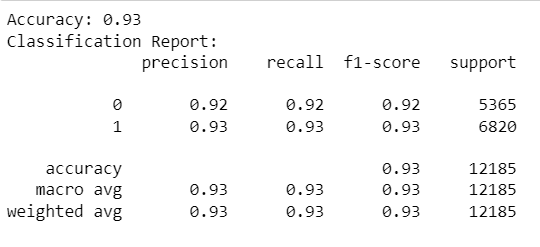 Accuracy: 0.93
Classification Report:
precision recall f1-score support
0 0.92 0.92 0.92 5365
1 0.93 0.93 0.93 6820
accuracy 0.93 12185
macro avg 0.93 0.93 0.93 12185
weighted avg 0.93 0.93 0.93 12185